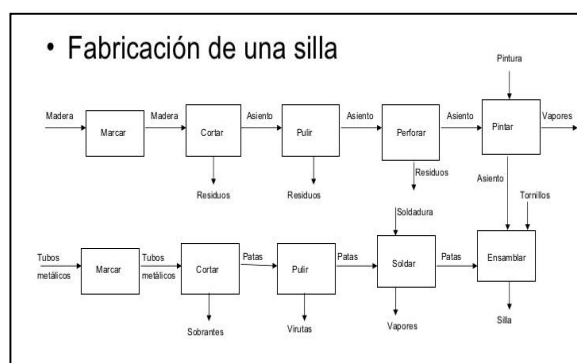 • Fabricación de una silla
Pintura
Madera
Marcar
Madera
Cortar
Asiento
Pulir
Asiento
Perforar
Asiento
Pintar
Vapores
Residuos
Residuos
Residuos
Asiento
Tornillos
Soldadura
Tubos
metálicos
Marcar
Tubos
metálicos
Cortar
Patas
Pulir
Patas
Soldar
Patas
Ensamblar
Sobrantes
Virutas
Vapores
Silla